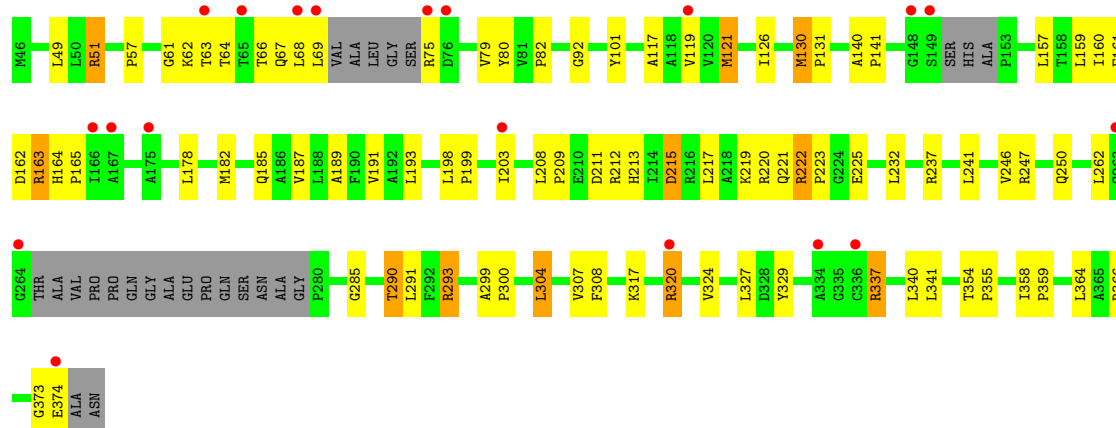 M46 L49 L50 R51 P57 G61 K62 T63 T64 T65 T66 Q67 L68 L69 VAL ALA LEU GLY SER R75 D76 V79 Y80 V81 P82 G92 Y101 A117 A118 V119 V120 M121 I126 M130 P131 A140 P141 G148 S149 SER HIS ALA P153 L157 T158 L159 I160
D162 R163 H164 P165 I166 A167 A175 L178 M182 Q185 A186 V187 L188 A189 F190 V191 A192 L193 L198 P199 I203 L208 P209 E210 D211 R212 H213 I214 D215 R216 L217 A218 K219 R220 Q221 R222 P223 G224 E225 L232 R237 L241 V246 R247 Q250 L262
G264 THR ALA VAL PRO PRO GLN GLY ALA GLU PRO GLN SER ASN ALA GLY P280 G285 T290 L291 F292 R293 A299 P300 L304 V307 F308 K317 R320 V324 L327 D328 Y329 A334 G335 C336 R337 L340 L341 T354 P355 I358 P359 L364 A365
G373 E374 ALA ASN